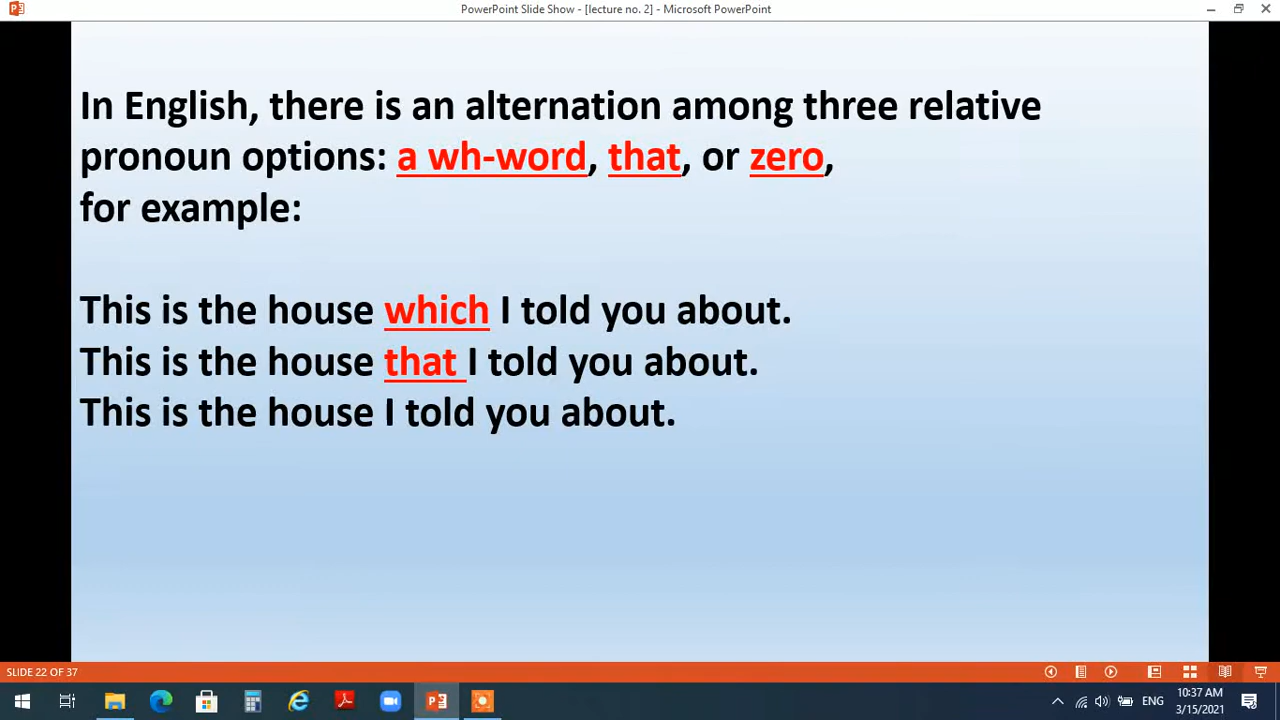 PowerPoint Slide Show - [lecture no. 2] - Microsoft PowerPoint
In English, there is an alternation among three relative
pronoun options: a wh-word, that, or zero,
for example:
This is the house which I told you about.
This is the house that I told you about.
This is the house I told you about.
SLIDE 22 OF 37
ENG
10:37 AM
3/15/2021